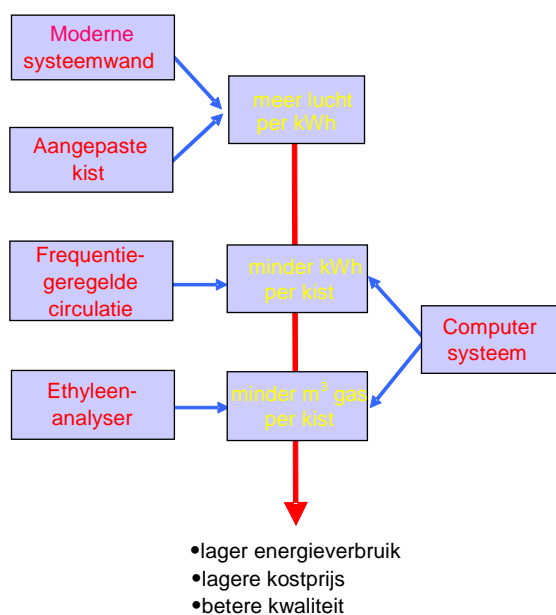 Moderne
systeemwand
meer lucht
per kWh
Aangepaste
kist
Frequentie-
geregelde
circulatie
minder kWh
per kist
Computer
systeem
Ethyleen-
analyser
minder m³ gas
per kist
•lager energieverbruik
•lagere kostprijs
•betere kwaliteit